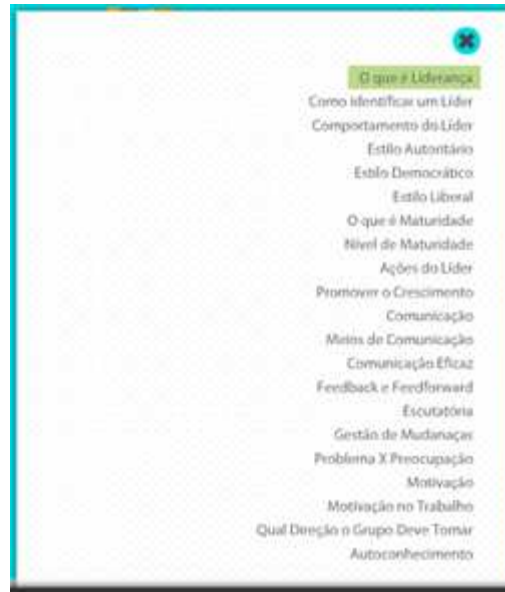 O que é Liderança
Como Identificar um Líder
Comportamento do Líder
Estilo Autoritário
Estilo Democrático
Estilo Liberal
O que é Maturidade
Nível de Maturidade
Ações do Líder
Promover o Crescimento
Comunicação
Meios de Comunicação
Comunicação Eficaz
Feedback e Feedforward
Escutatória
Gestão de Mudanaças
Problema X Preocupação
Motivação
Motivação no Trabalho
Qual Direção o Grupo Deve Tomar
Autoconhecimento